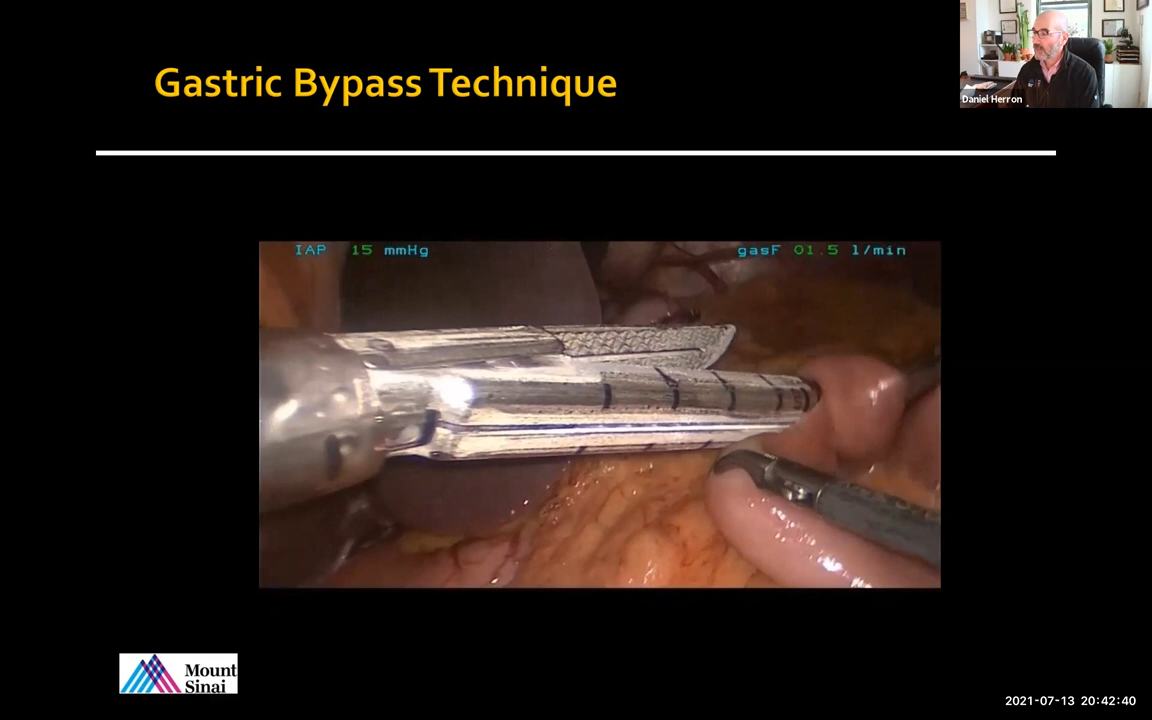 Gastric Bypass Technique
Daniel Herron
IAP 15 mmHg
gasF 01.5 l/min
Mount
Sinai
2021-07-13 20:42:40